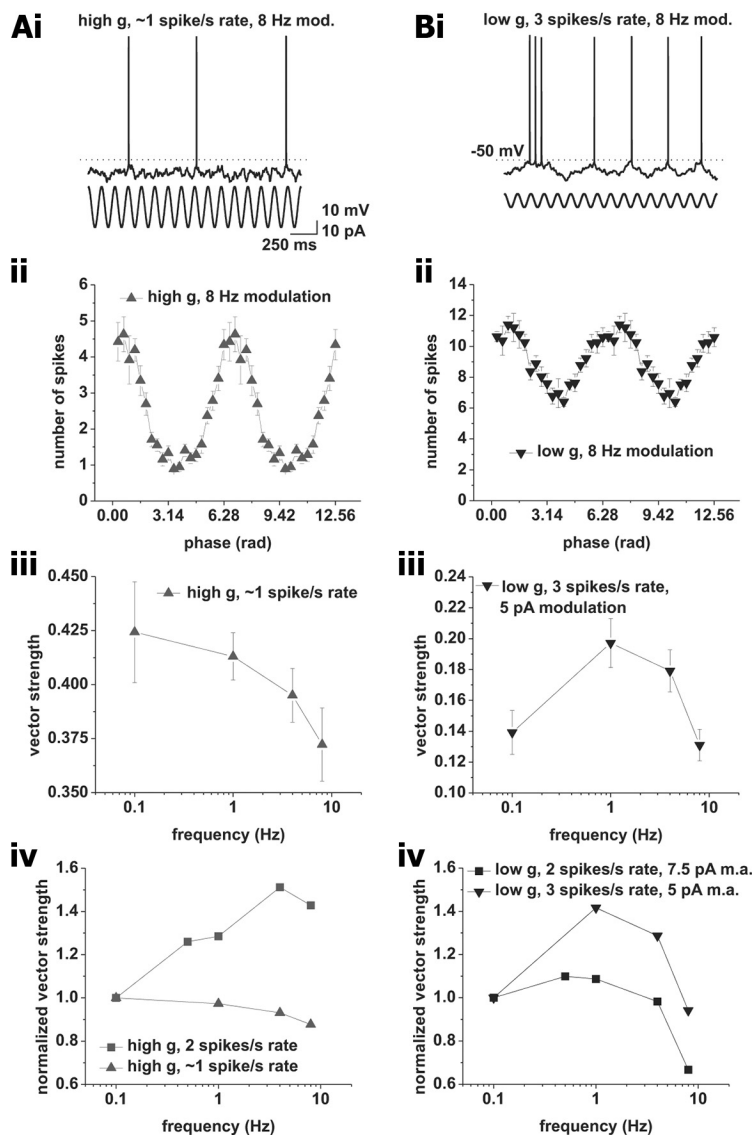 Ai
high g, ~1 spike/s rate, 8 Hz mod.
10 mV
10 pA
250 ms
Bi
low g, 3 spikes/s rate, 8 Hz mod.
-50 mV
ii
high g, 8 Hz modulation
number of spikes
6
5
4
3
2
1
0
0.00 3.14 6.28 9.42 12.56
phase (rad)
ii
low g, 8 Hz modulation
number of spikes
14
12
10
8
6
4
2
0
0.00 3.14 6.28 9.42 12.56
phase (rad)
iii
high g, ~1 spike/s rate
vector strength
0.450
0.425
0.400
0.375
0.350
0.1 1 10
frequency (Hz)
iii
low g, 3 spikes/s rate,
5 pA modulation
vector strength
0.24
0.22
0.20
0.18
0.16
0.14
0.12
0.10
0.1 1 10
frequency (Hz)
iv
normalized vector strength
1.6
1.4
1.2
1.0
0.8
0.6
high g, 2 spikes/s rate
high g, ~1 spike/s rate
0.1 1 10
frequency (Hz)
iv
low g, 2 spikes/s rate, 7.5 pA m.a.
low g, 3 spikes/s rate, 5 pA m.a.
normalized vector strength
1.6
1.4
1.2
1.0
0.8
0.6
0.1 1 10
frequency (Hz)